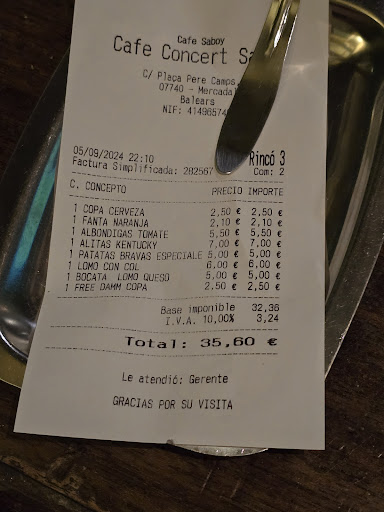 Cafe Saboy
Cafe Concert Sa
C/ Plaça Pere Camps,
07740 - Mercadal
Balears
NIF: 4149657
05/09/2024 22:10
Rincó 3
Factura Simplificada: 282567
Com: 2
C. CONCEPTO PRECIO IMPORTE
1 COPA CERVEZA 2,50 € 2,50 €
1 FANTA NARANJA 2,10 € 2,10 €
1 ALBONDIGAS TOMATE 5,50 € 5,50 €
1 ALITAS KENTUCKY 7,00 € 7,00 €
1 PATATAS BRAVAS ESPECIALE 5,00 € 5,00 €
1 LOMO CON COL 6,00 € 6,00 €
1 BOCATA LOMO QUESO 5,00 € 5,00 €
1 FREE DAMM COPA 2,50 € 2,50 €
Base imponible 32,36
I.V.A. 10,00% 3,24
Total: 35,60 €
Le atendió: Gerente
GRACIAS POR SU VISITA